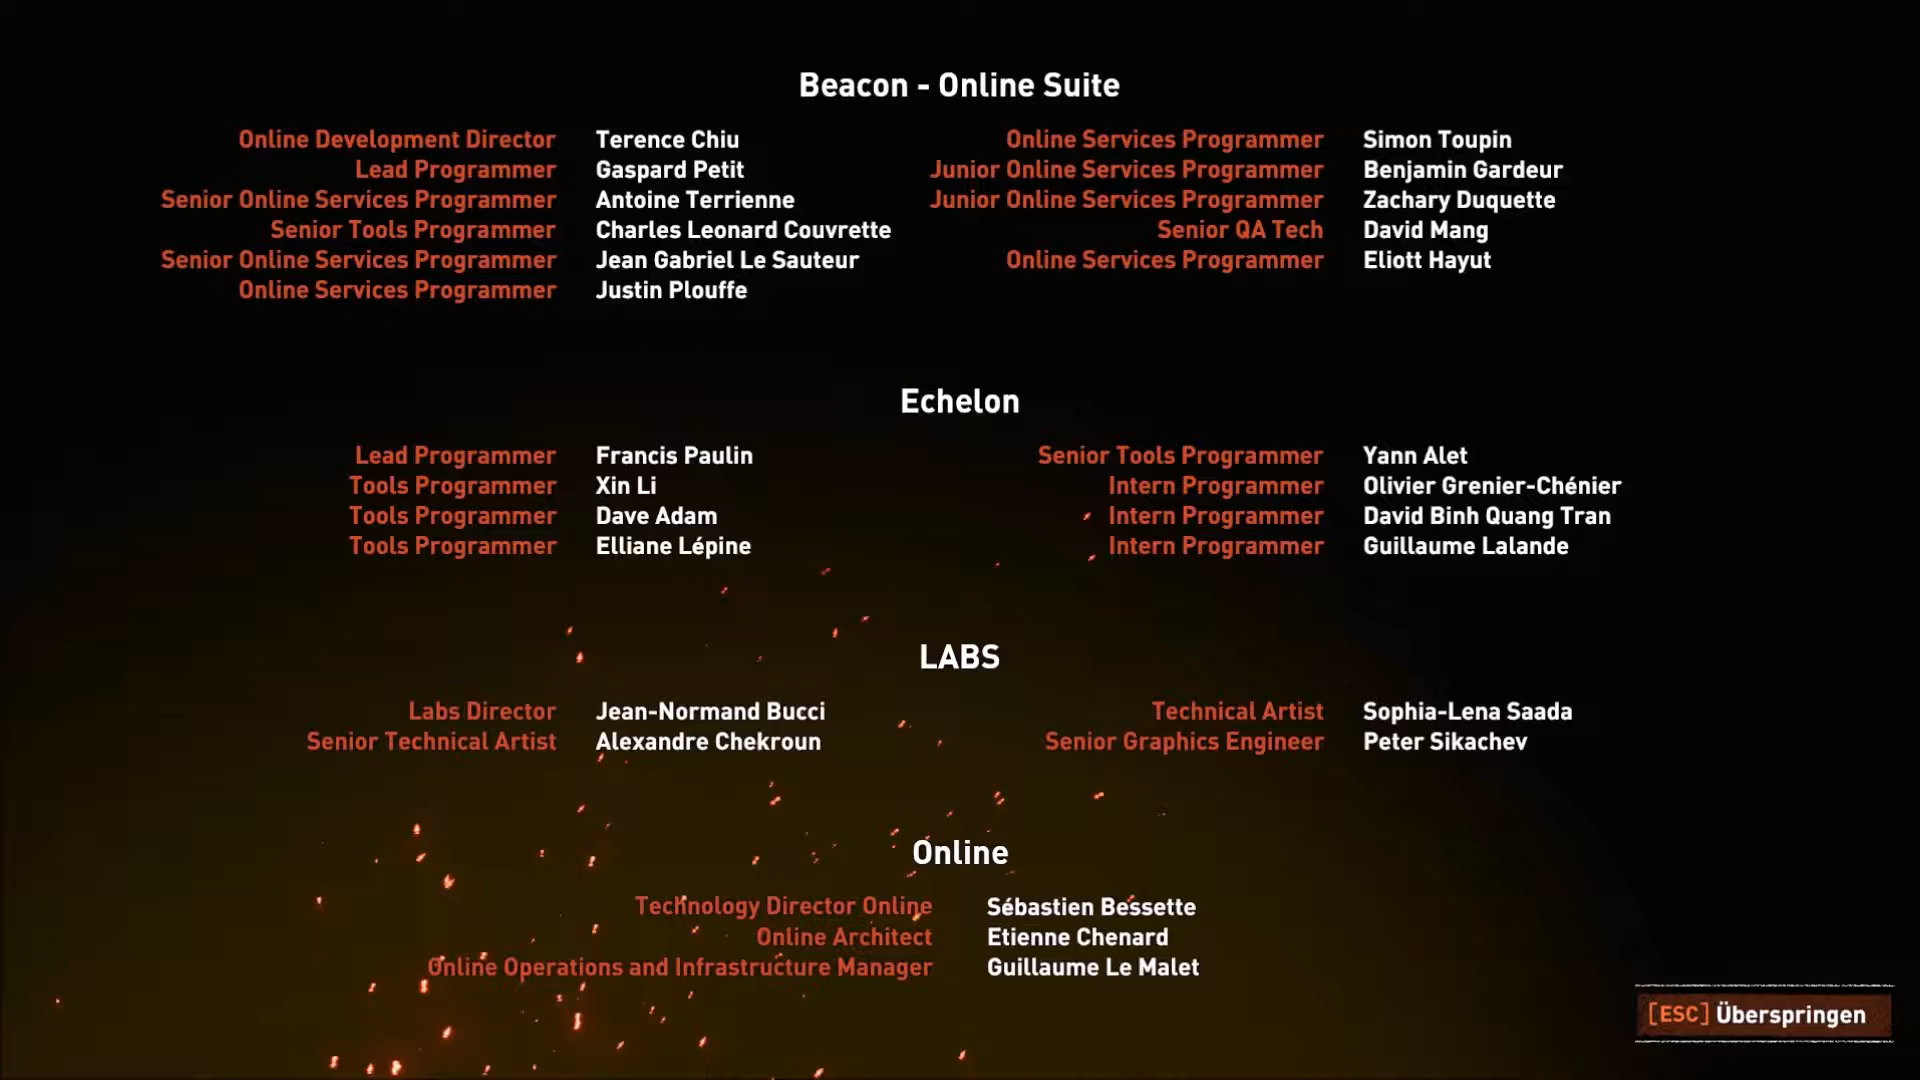 Beacon - Online Suite
Online Development Director Terence Chiu Online Services Programmer Simon Toupin
Lead Programmer Gaspard Petit Junior Online Services Programmer Benjamin Gardeur
Senior Online Services Programmer Antoine Terrienne Junior Online Services Programmer Zachary Duquette
Senior Tools Programmer Charles Leonard Couvrette Senior QA Tech David Mang
Senior Online Services Programmer Jean Gabriel Le Sauteur Online Services Programmer Eliott Hayut
Online Services Programmer Justin Plouffe
Echelon
Lead Programmer Francis Paulin Senior Tools Programmer Yann Alet
Tools Programmer Xin Li Intern Programmer Olivier Grenier-Chénier
Tools Programmer Dave Adam Intern Programmer David Binh Quang Tran
Tools Programmer Elliane Lépine Intern Programmer Guillaume Lalande
LABS
Labs Director Jean-Normand Bucci Technical Artist Sophia-Lena Saada
Senior Technical Artist Alexandre Chekroun Senior Graphics Engineer Peter Sikachev
Online
Technology Director Online Sébastien Bessette
Online Architect Etienne Chenard
Online Operations and Infrastructure Manager Guillaume Le Malet
[ESC] Überspringen